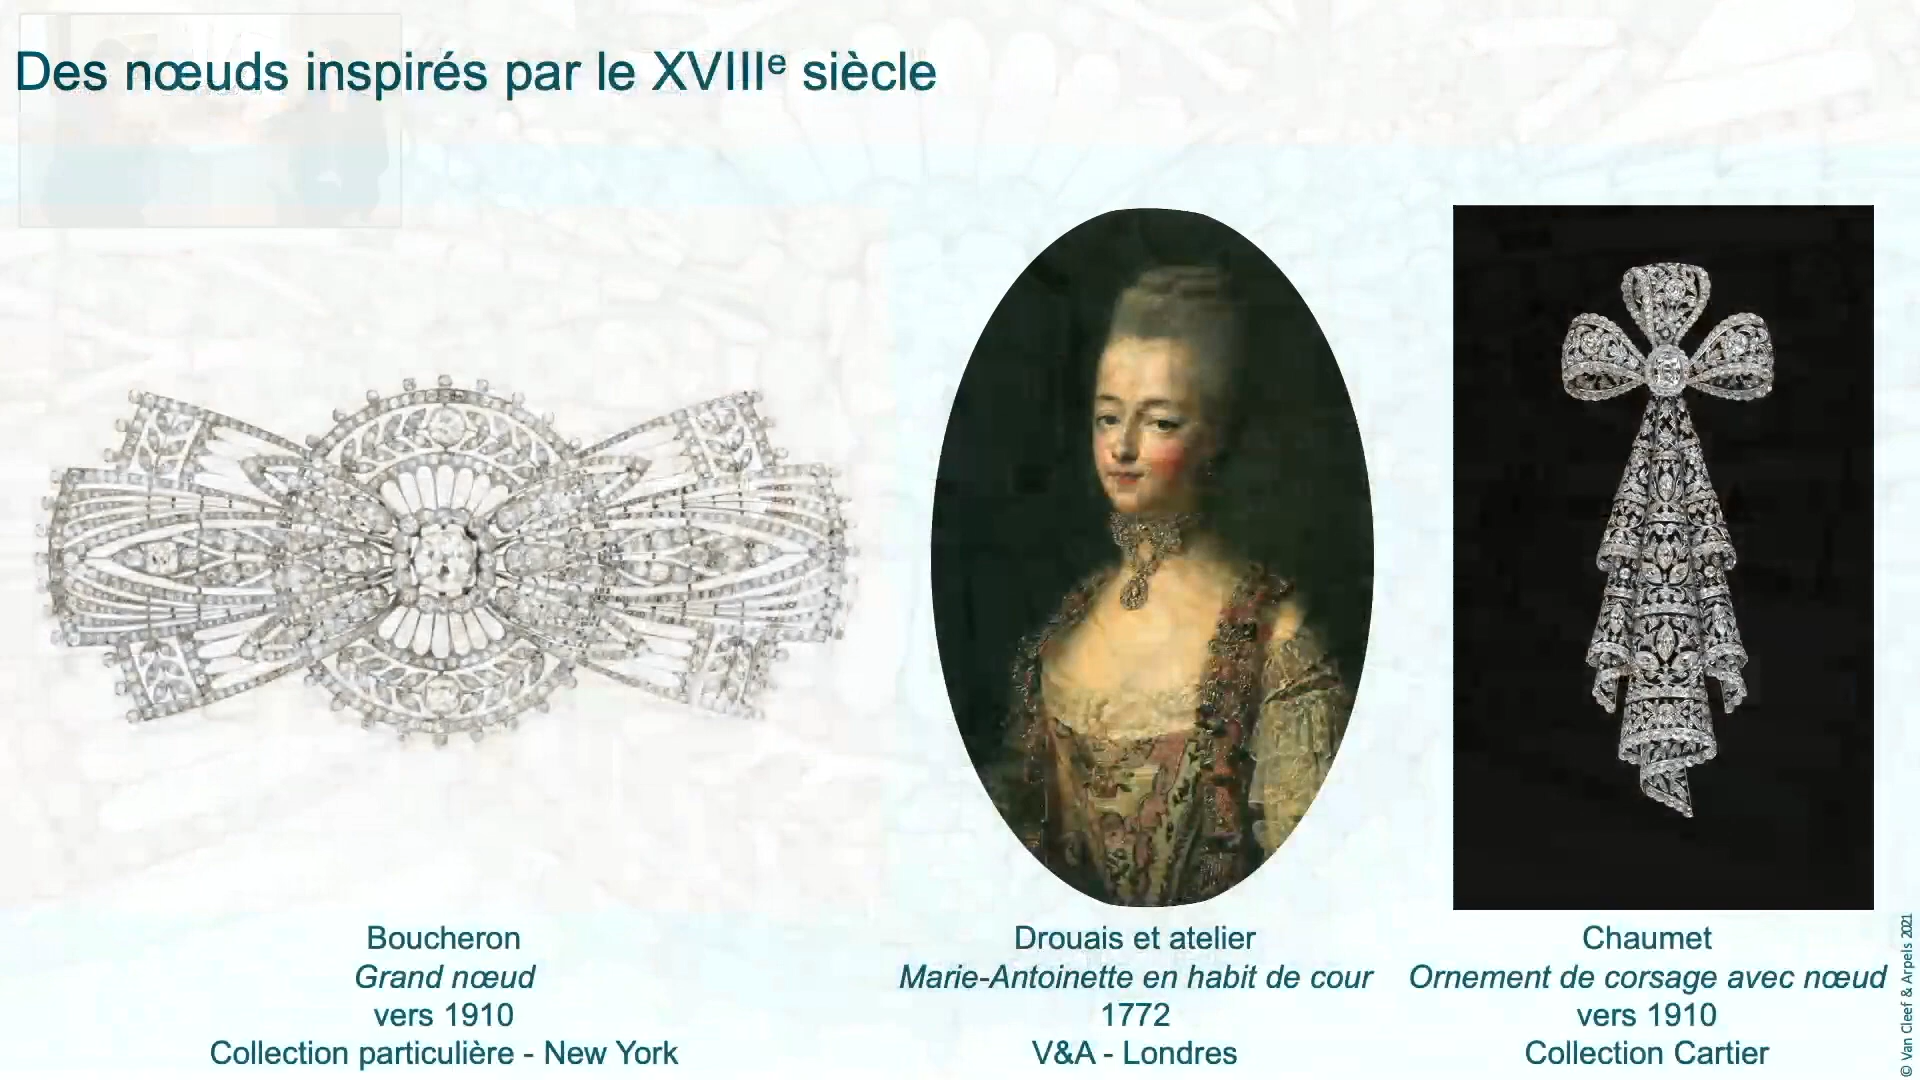 Des nœuds inspirés par le XVIIIe siècle
Boucheron
Grand nœud
vers 1910
Collection particulière - New York
Drouais et atelier
Marie-Antoinette en habit de cour
1772
V&A - Londres
Chaumet
Ornement de corsage avec nœud
vers 1910
Collection Cartier
© Van Cleef & Arpels 2021